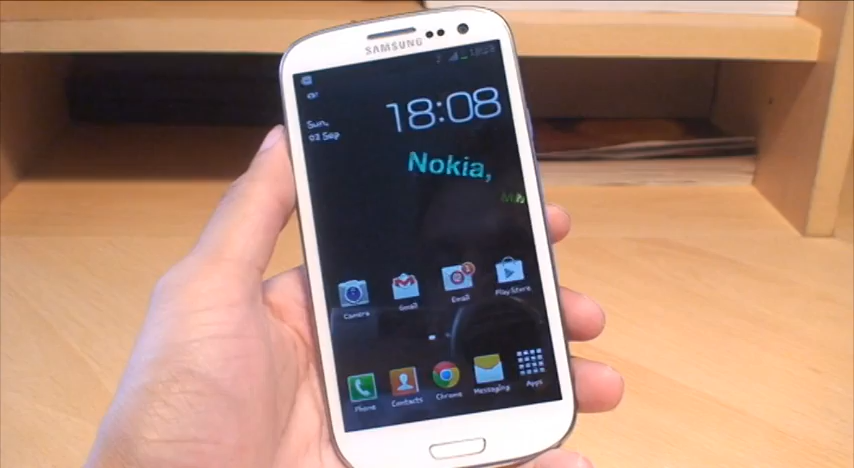 SAMSUNG
18:08
Sun,
02 Sep
Nokia,
Camera
Gmail
Email
Play Store
Phone
Contacts
Chrome
Messaging
Apps